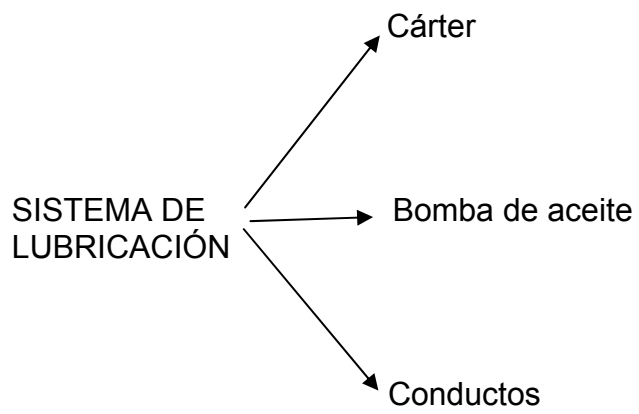 Cárter
SISTEMA DE
LUBRICACIÓN
Bomba de aceite
Conductos